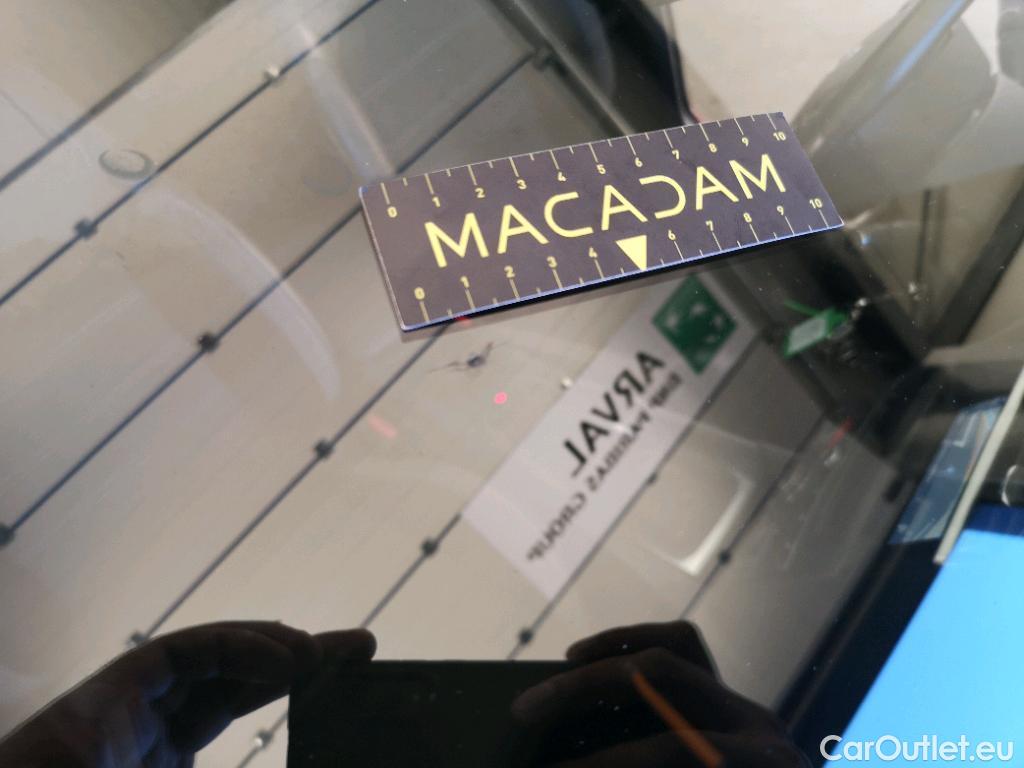 0 1 2 3 4 5 6 7 8 9 10
MACADAM
0 1 2 3 4 5 6 7 8 9 10
ARVAL
BNP PARIBAS GROUP
CarOutlet.eu